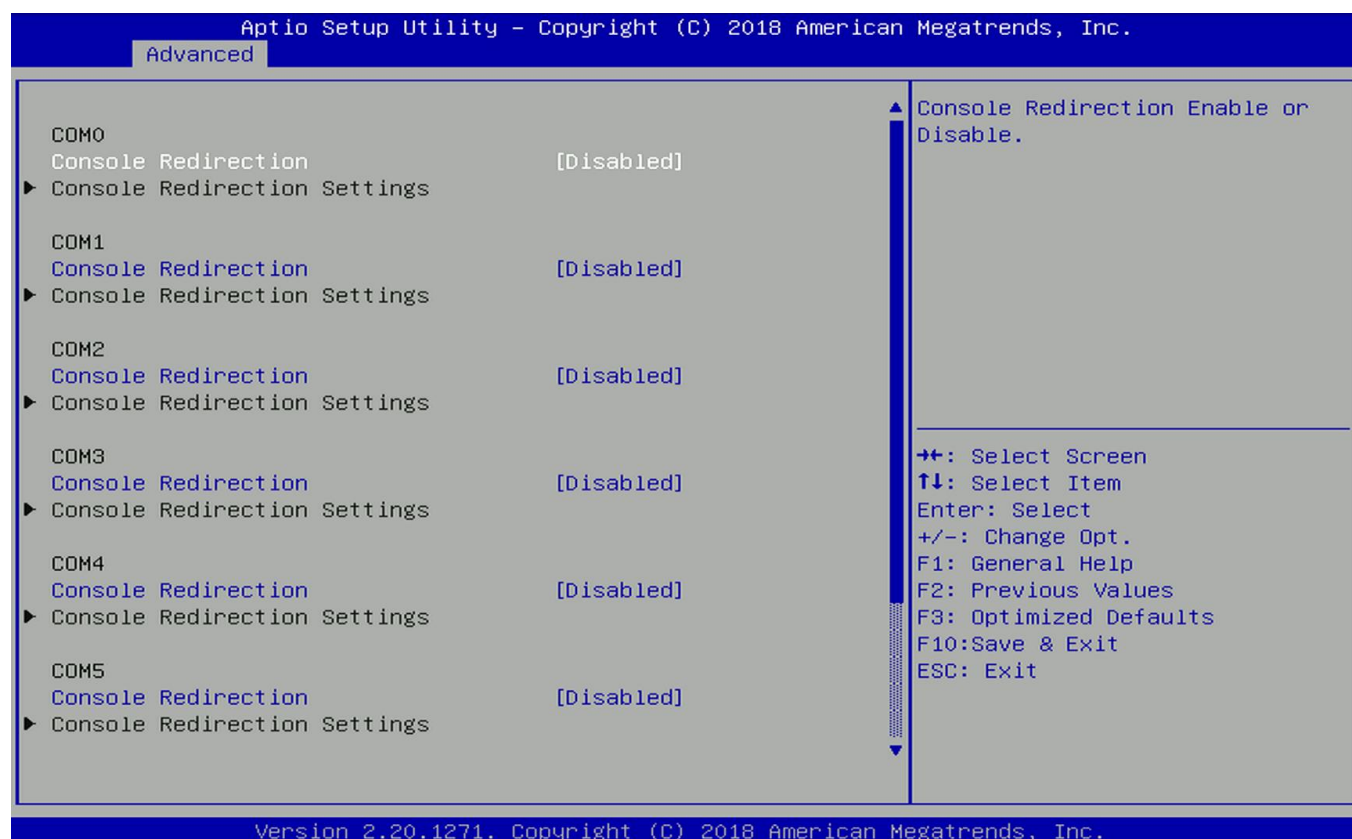 Aptio Setup Utility – Copyright (C) 2018 American Megatrends, Inc.
Advanced
COM0
Console Redirection [Disabled]
► Console Redirection Settings
COM1
Console Redirection [Disabled]
► Console Redirection Settings
COM2
Console Redirection [Disabled]
► Console Redirection Settings
COM3
Console Redirection [Disabled]
► Console Redirection Settings
COM4
Console Redirection [Disabled]
► Console Redirection Settings
COM5
Console Redirection [Disabled]
► Console Redirection Settings
Console Redirection Enable or
Disable.
→←: Select Screen
↑↓: Select Item
Enter: Select
+/-: Change Opt.
F1: General Help
F2: Previous Values
F3: Optimized Defaults
F10:Save & Exit
ESC: Exit
Version 2.20.1271. Copyright (C) 2018 American Megatrends, Inc.